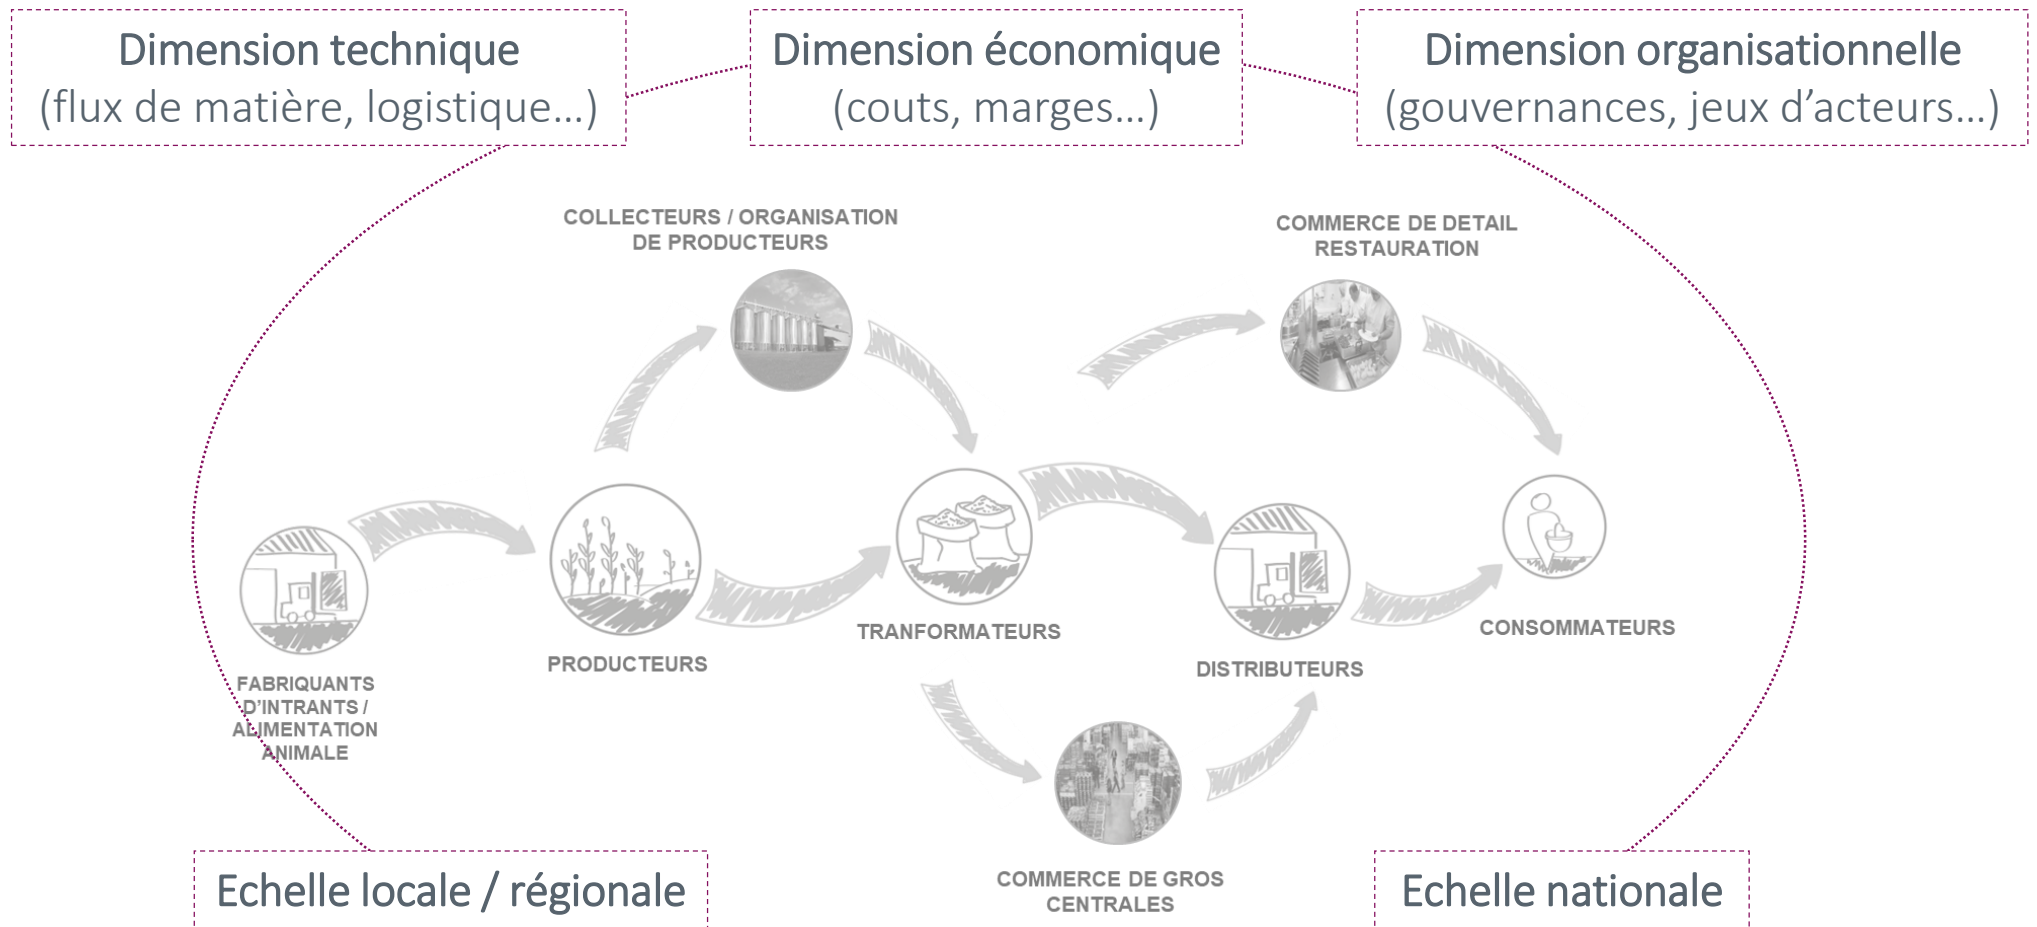 Dimension technique
(flux de matière, logistique…)
Dimension économique
(couts, marges…)
Dimension organisationnelle
(gouvernances, jeux d’acteurs…)
COLLECTEURS / ORGANISATION
DE PRODUCTEURS
COMMERCE DE DETAIL
RESTAURATION
FABRIQUANTS
D’INTRANTS /
ALIMENTATION
ANIMALE
PRODUCTEURS
TRANFORMATEURS
DISTRIBUTEURS
CONSOMMATEURS
COMMERCE DE GROS
CENTRALES
Echelle locale / régionale
Echelle nationale